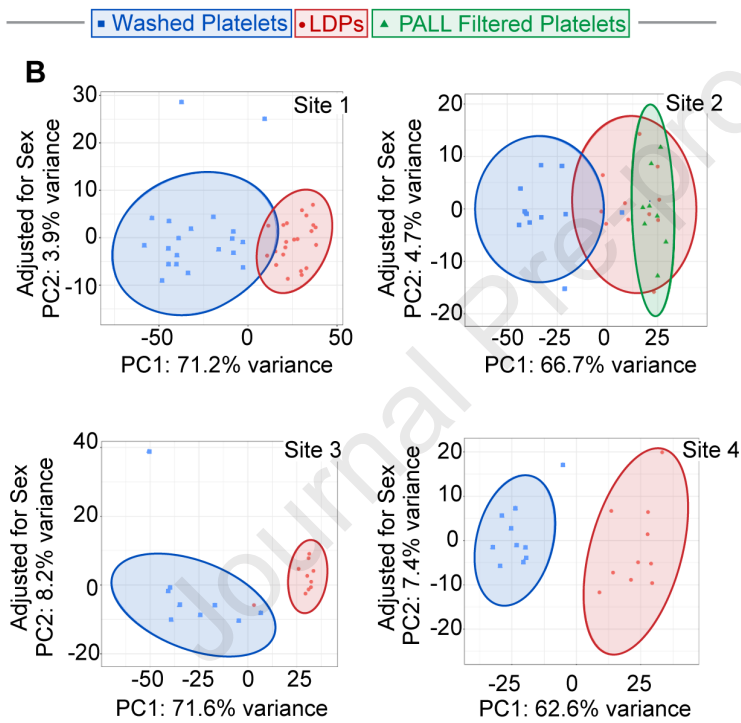 Washed Platelets LDPs PALL Filtered Platelets
B
Site 1
Adjusted for Sex
PC2: 3.9% variance
30
20
10
0
-10
-50
0
50
PC1: 71.2% variance
Site 2
Adjusted for Sex
PC2: 4.7% variance
20
10
0
-10
-20
-50
-25
0
25
PC1: 66.7% variance
Site 3
Adjusted for Sex
PC2: 8.2% variance
40
20
0
-20
-50
-25
0
25
PC1: 71.6% variance
Site 4
Adjusted for Sex
PC2: 7.4% variance
20
10
0
-10
-20
-25
0
25
PC1: 62.6% variance
Journal Pre-pro